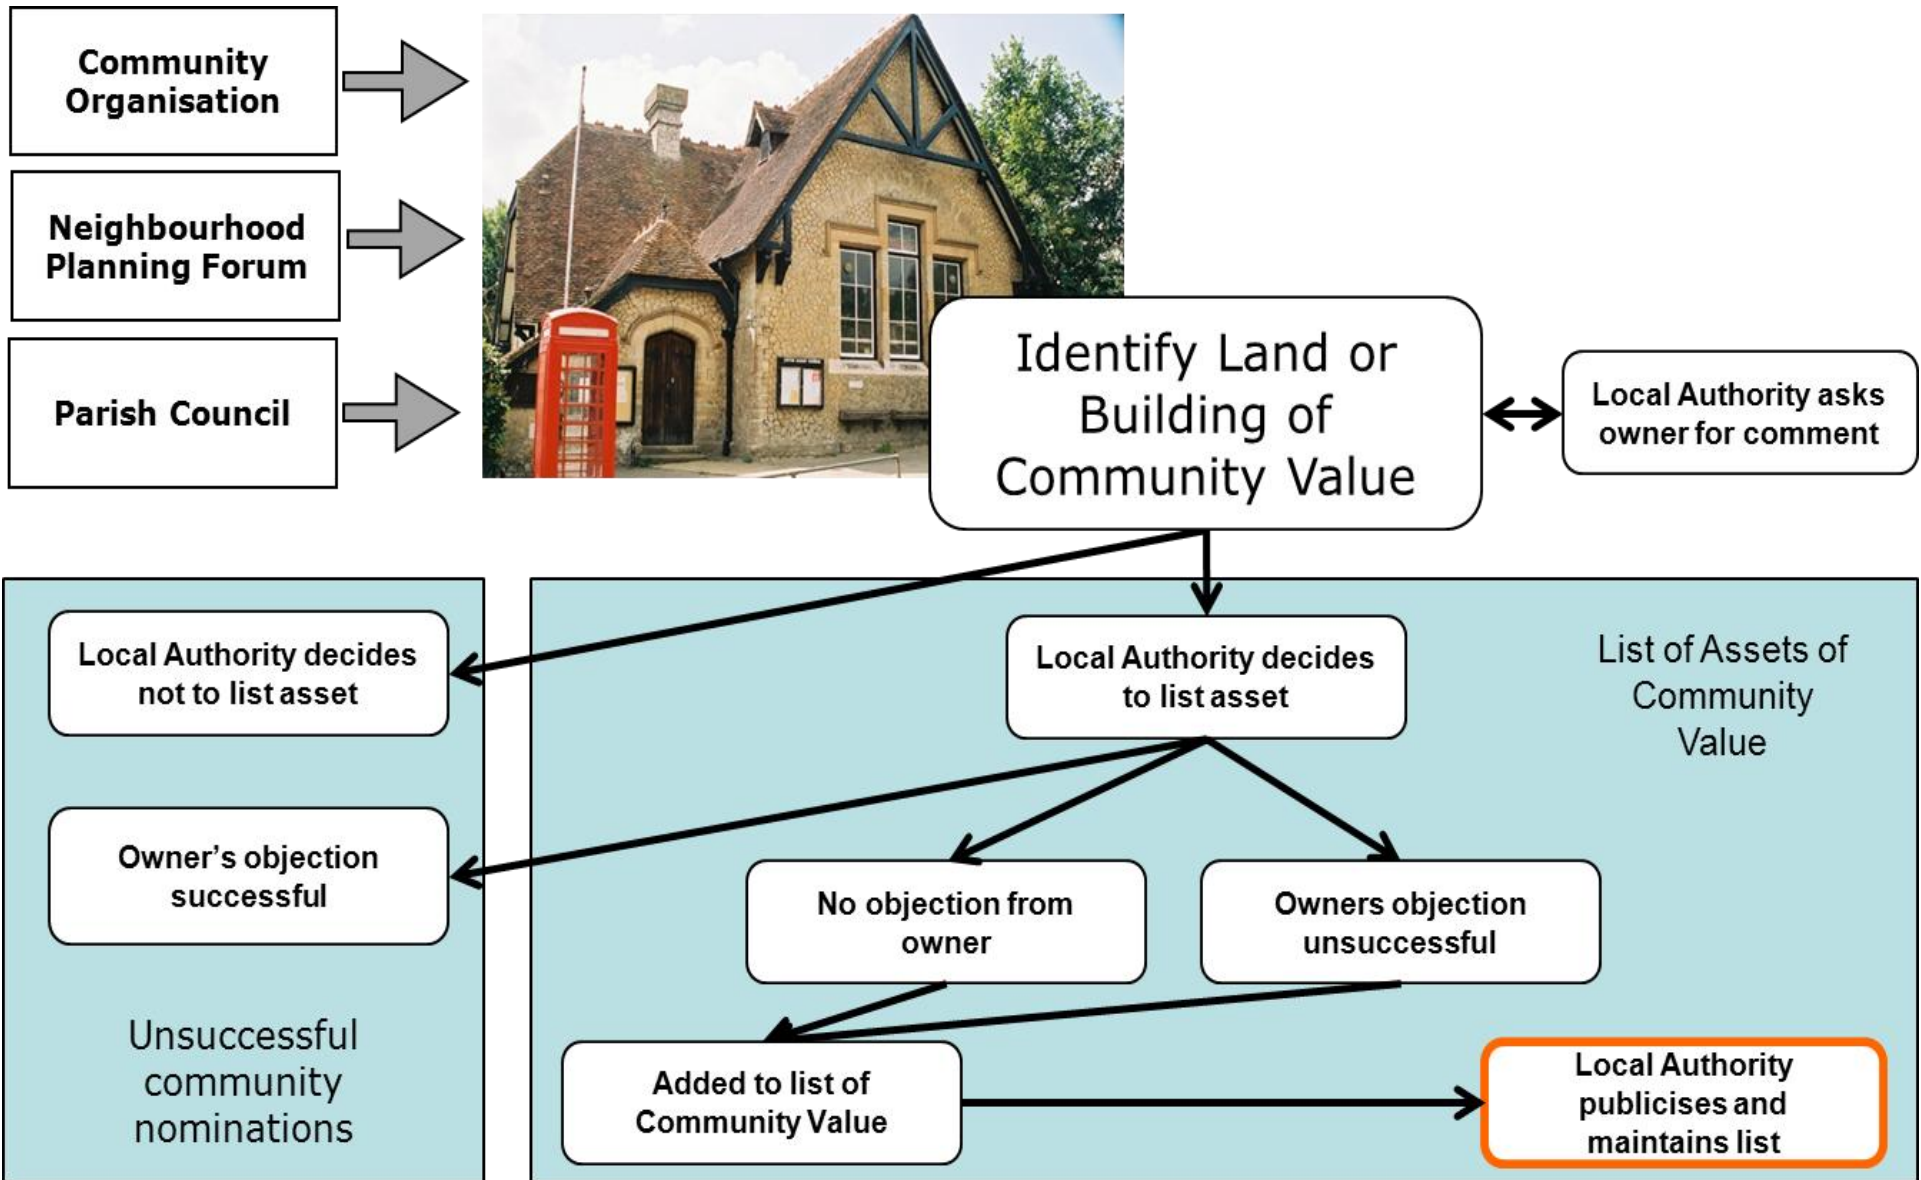 Community
Organisation
Neighbourhood
Planning Forum
Parish Council
Identify Land or
Building of
Community Value
Local Authority asks
owner for comment
Local Authority decides
not to list asset
Local Authority decides
to list asset
List of Assets of
Community
Value
Owner’s objection
successful
No objection from
owner
Owners objection
unsuccessful
Unsuccessful
community
nominations
Added to list of
Community Value
Local Authority
publicises and
maintains list